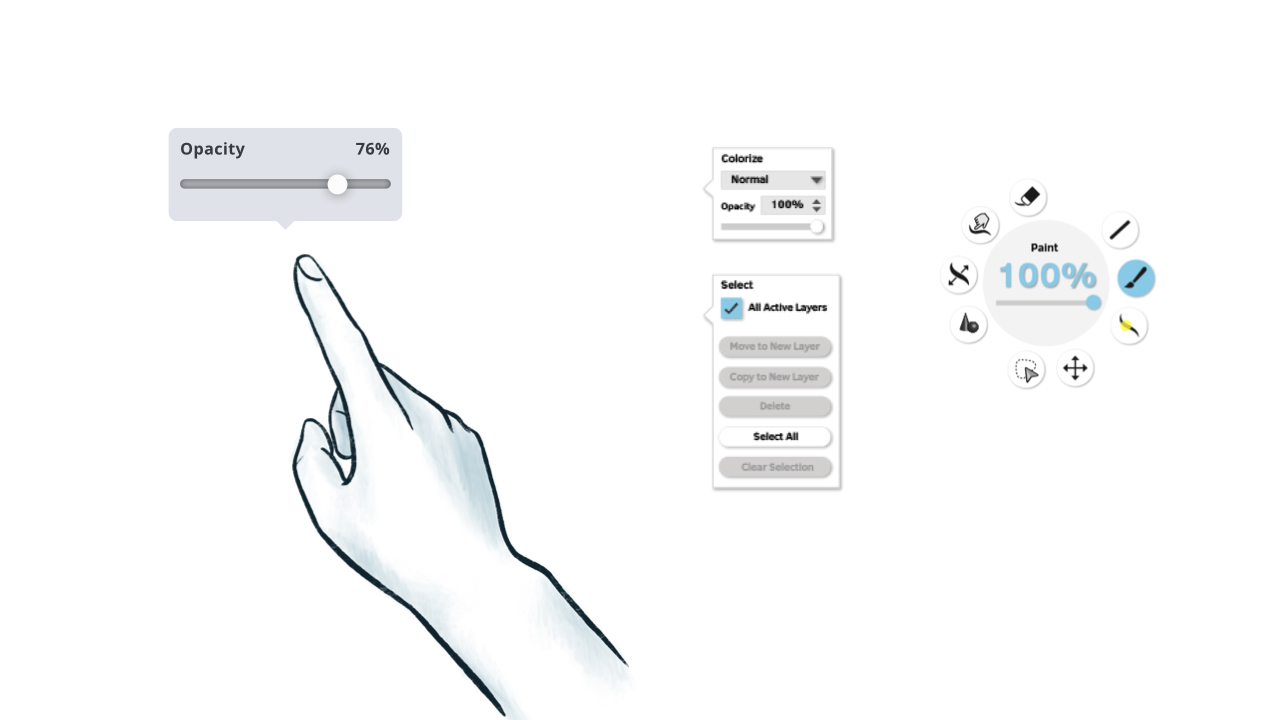 Opacity 76%
Colorize
Normal
Opacity 100%
Select
All Active Layers
Move to New Layer
Copy to New Layer
Delete
Select All
Clear Selection
Paint
100%